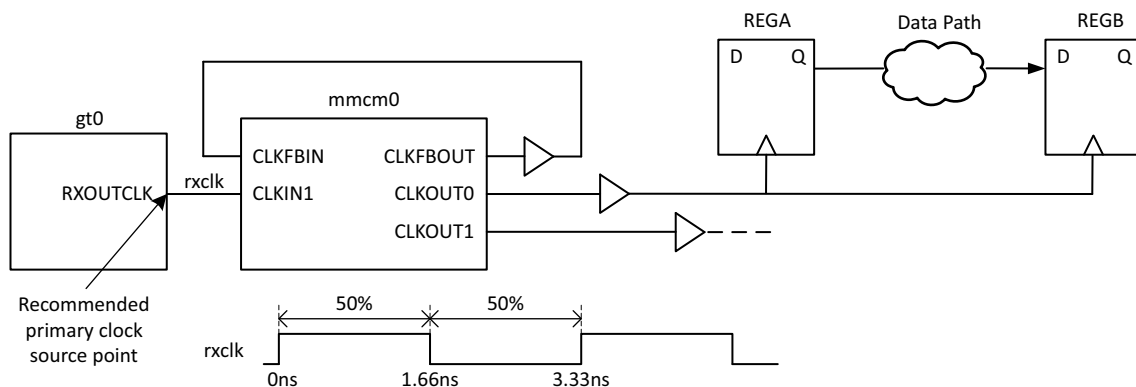 REGA
Data Path
REGB
D
Q
D
Q
mmcm0
gt0
CLKFBIN
CLKFBOUT
RXOUTCLK
rxclk
CLKIN1
CLKOUT0
CLKOUT1
Recommended
primary clock
source point
50%
50%
rxclk
0ns
1.66ns
3.33ns